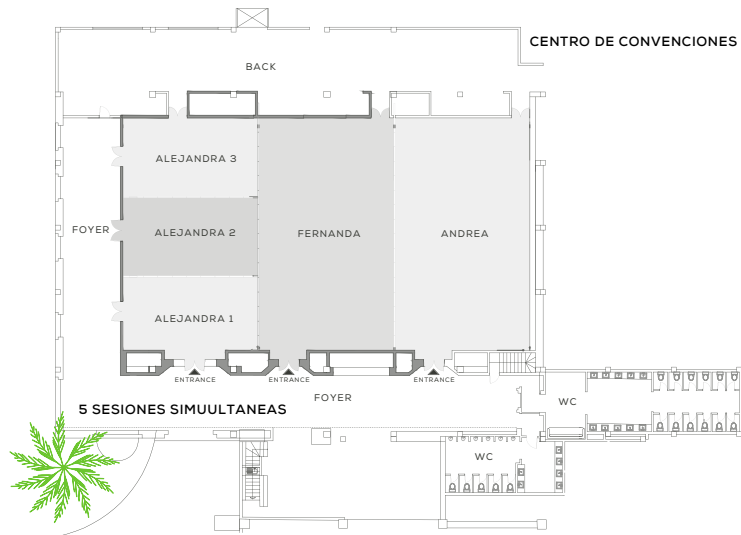 CENTRO DE CONVENCIONES
BACK
ALEJANDRA 3
FOYER
ALEJANDRA 2
FERNANDA
ANDREA
ALEJANDRA 1
ENTRANCE
ENTRANCE
ENTRANCE
5 SESIONES SIMUULTANEAS
FOYER
WC
WC